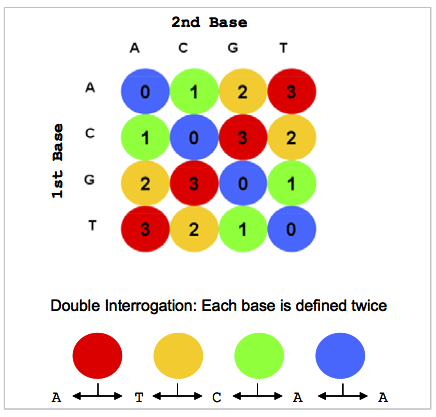 2nd Base
A C G T
A 0 1 2 3
C 1 0 3 2
1st Base
G 2 3 0 1
T 3 2 1 0
Double Interrogation: Each base is defined twice
A T C A A